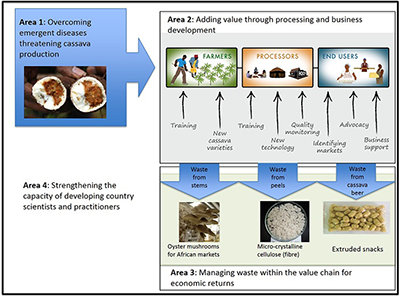 Area 1: Overcoming
emergent diseases
threatening cassava
production
Area 2: Adding value through processing and business
development
FARMERS
PROCESSORS
END USERS
Training
New
cassava
varieties
Training
New
technology
Quality
monitoring
Identifying
markets
Advocacy
Business
support
Area 4: Strengthening the
capacity of developing country
scientists and practitioners
Waste
from
stems
Waste
from
peels
Waste
from
cassava
beer
Oyster mushrooms
for African markets
Micro-crystalline
cellulose (fibre)
Extruded snacks
Area 3: Managing waste within the value chain for
economic returns